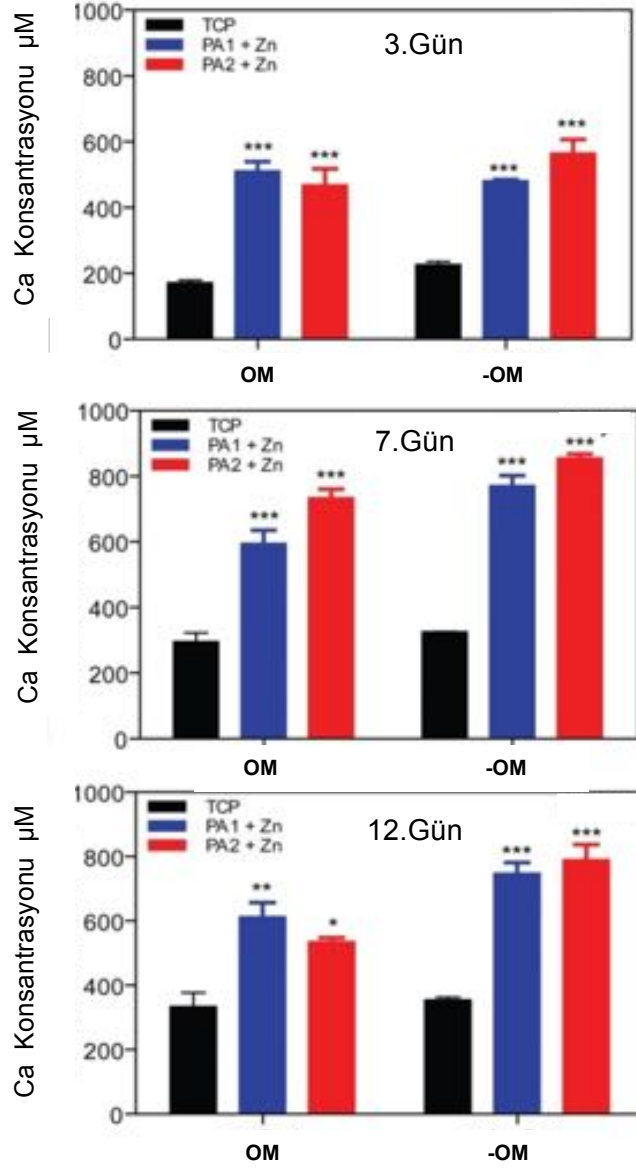 TCP
PA1 + Zn
PA2 + Zn
3.Gün
Ca Konsantrasyonu µM
1000
800
600
400
200
0
***
***
***
***
OM
-OM
TCP
PA1 + Zn
PA2 + Zn
7.Gün
Ca Konsantrasyonu µM
1000
800
600
400
200
0
***
***
***
***
OM
-OM
TCP
PA1 + Zn
PA2 + Zn
12.Gün
Ca Konsantrasyonu µM
1000
800
600
400
200
0
**
*
***
***
OM
-OM